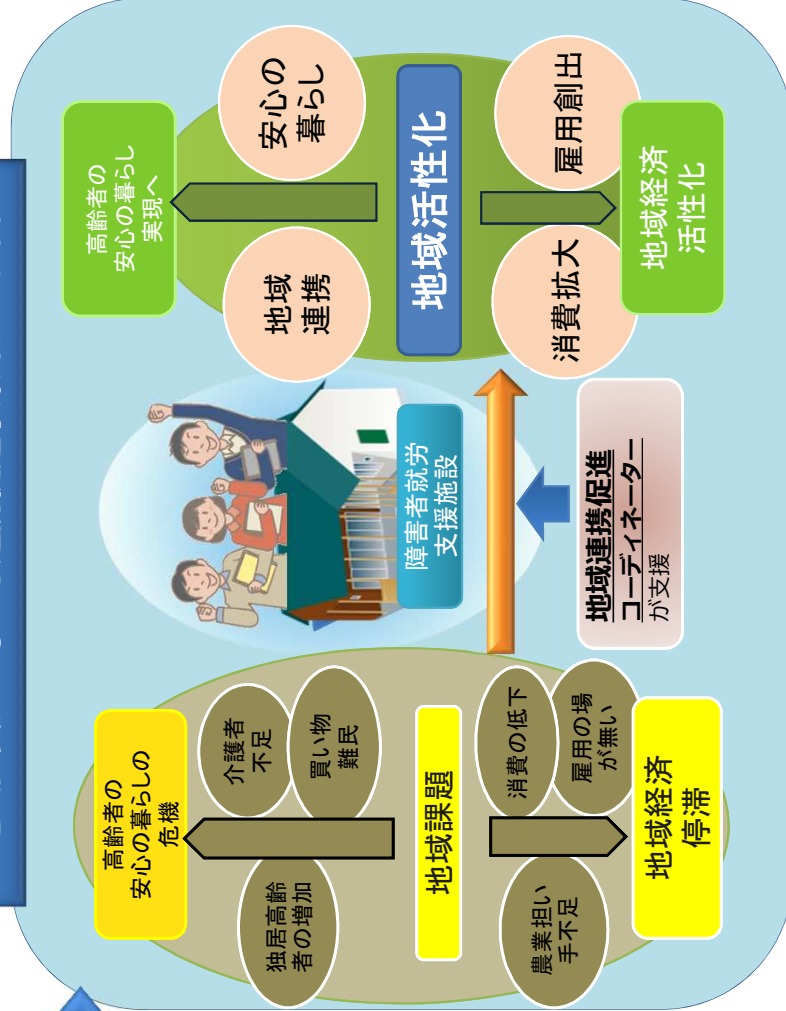 高齢者の
安心の暮らしの
危機
独居高齢
者の増加
介護者
不足
買い物
難民
地域課題
農業担い
手不足
消費の低下
雇用の場
が無い
地域経済
停滞
障害者就労
支援施設
地域連携促進
コーディネーター
が支援
高齢者の
安心の暮らし
実現へ
地域
連携
安心の
暮らし
地域活性化
消費拡大
雇用創出
地域経済
活性化